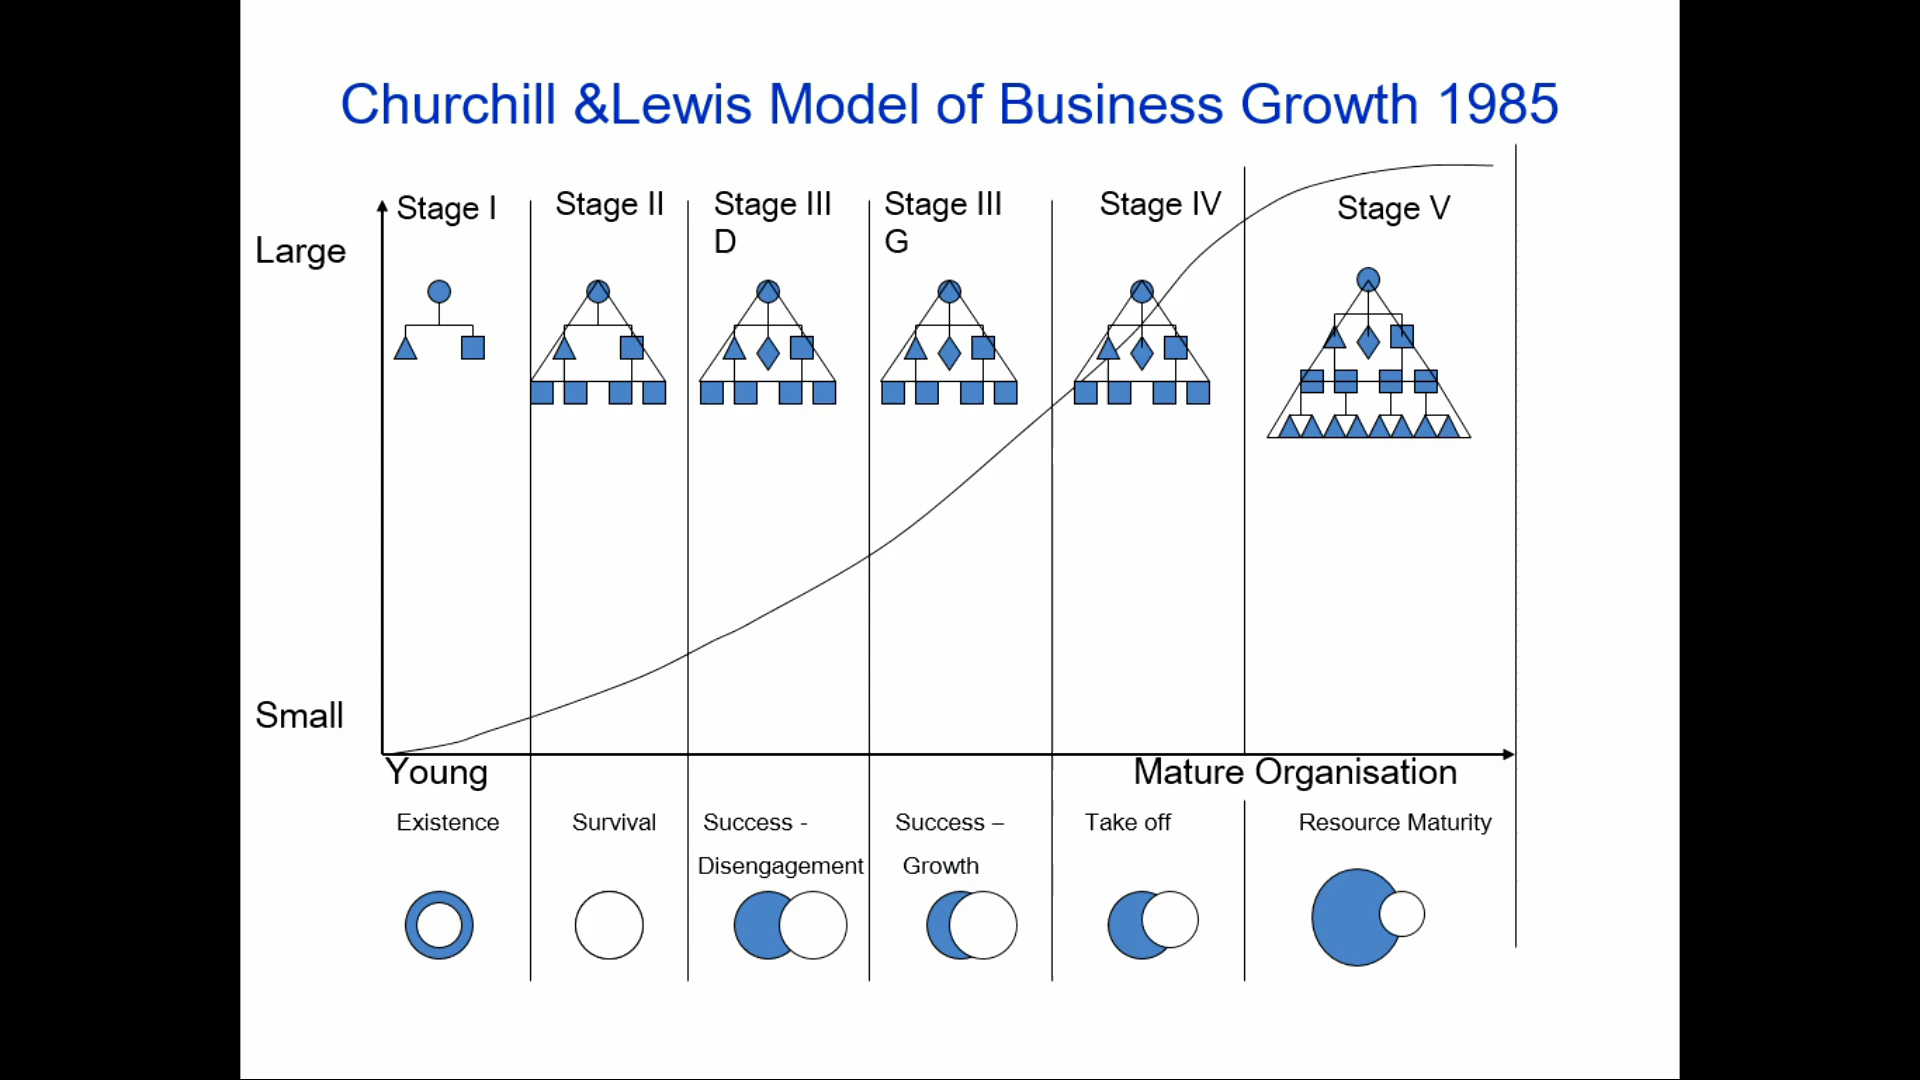 Churchill &Lewis Model of Business Growth 1985
Stage I
Stage II
Stage III
D
Stage III
G
Stage IV
Stage V
Large
Small
Young
Mature Organisation
Existence
Survival
Success -
Disengagement
Success –
Growth
Take off
Resource Maturity